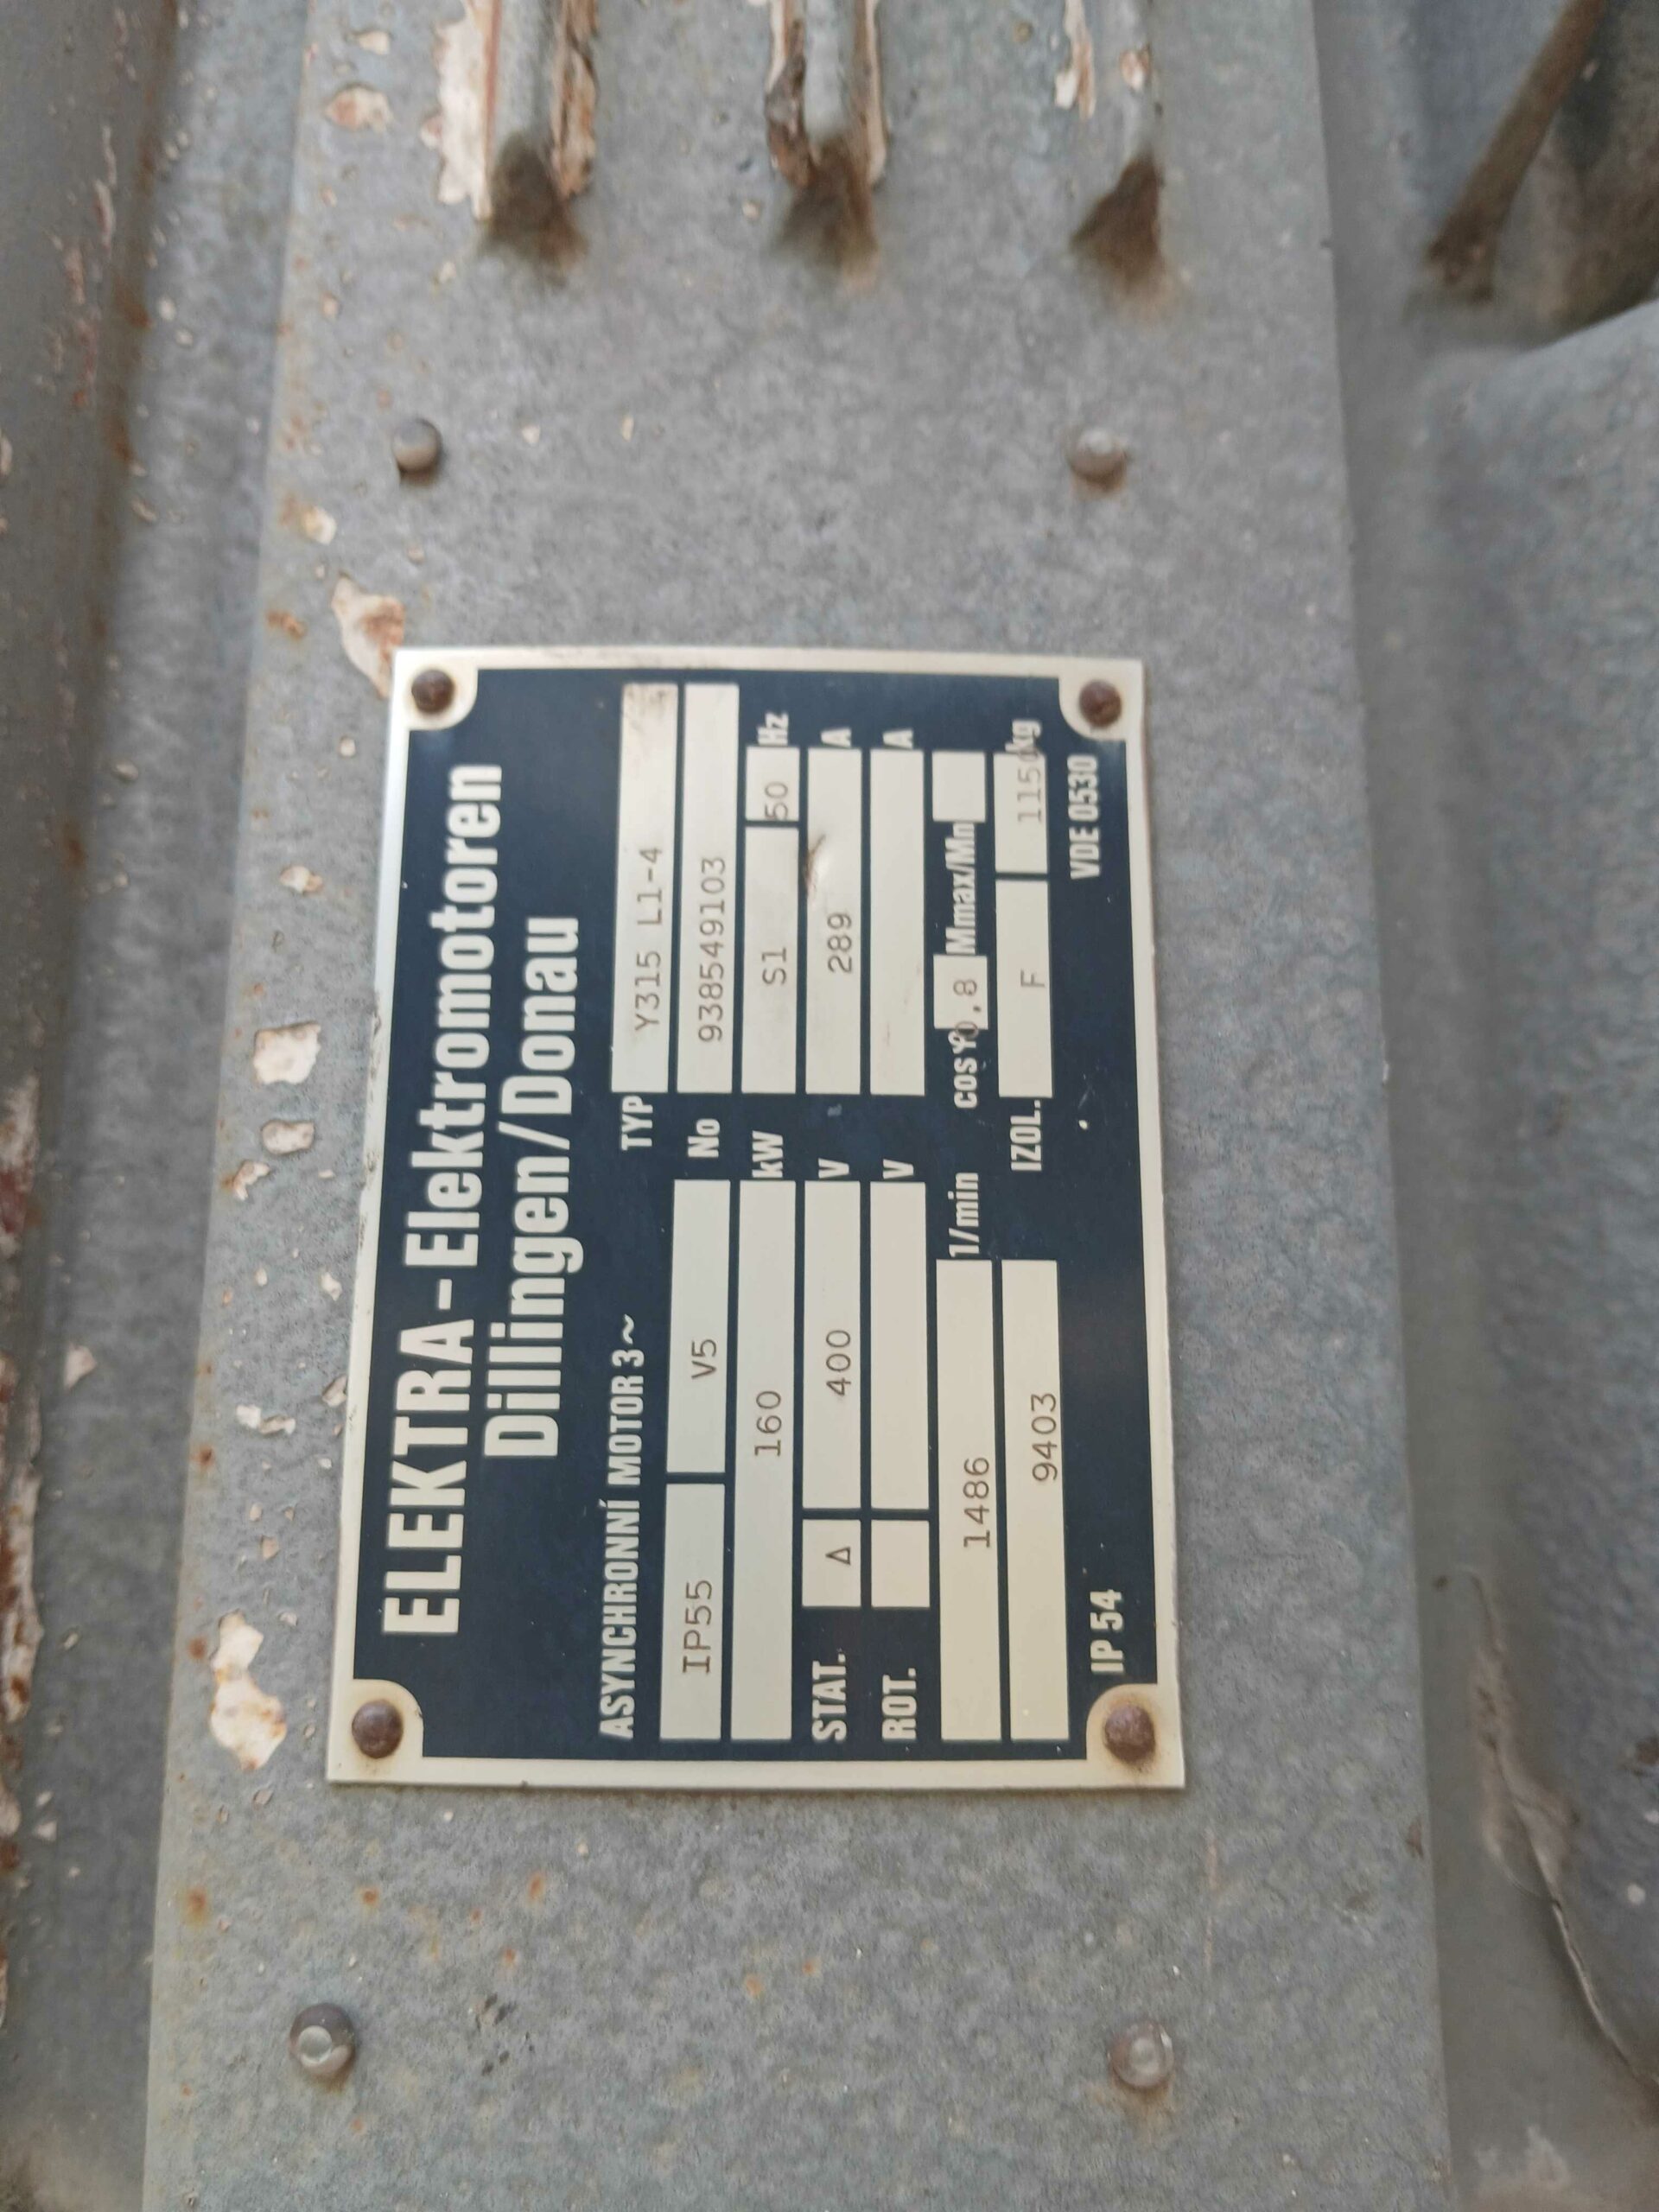 ELEKTRA-Elektromotoren
Dillingen/Donau
ASYNCHRONNÍ MOTOR 3~ TYP Y315 L1-4
IP55 V5 No 938549103
160 kW S1 50 Hz
STAT. Δ 400 V 289 A
ROT. V A
1486 1/min cosφ 0,8 Mmax/Mn
9403 IZOL. F 1150 kg
IP 54 VDE 0530